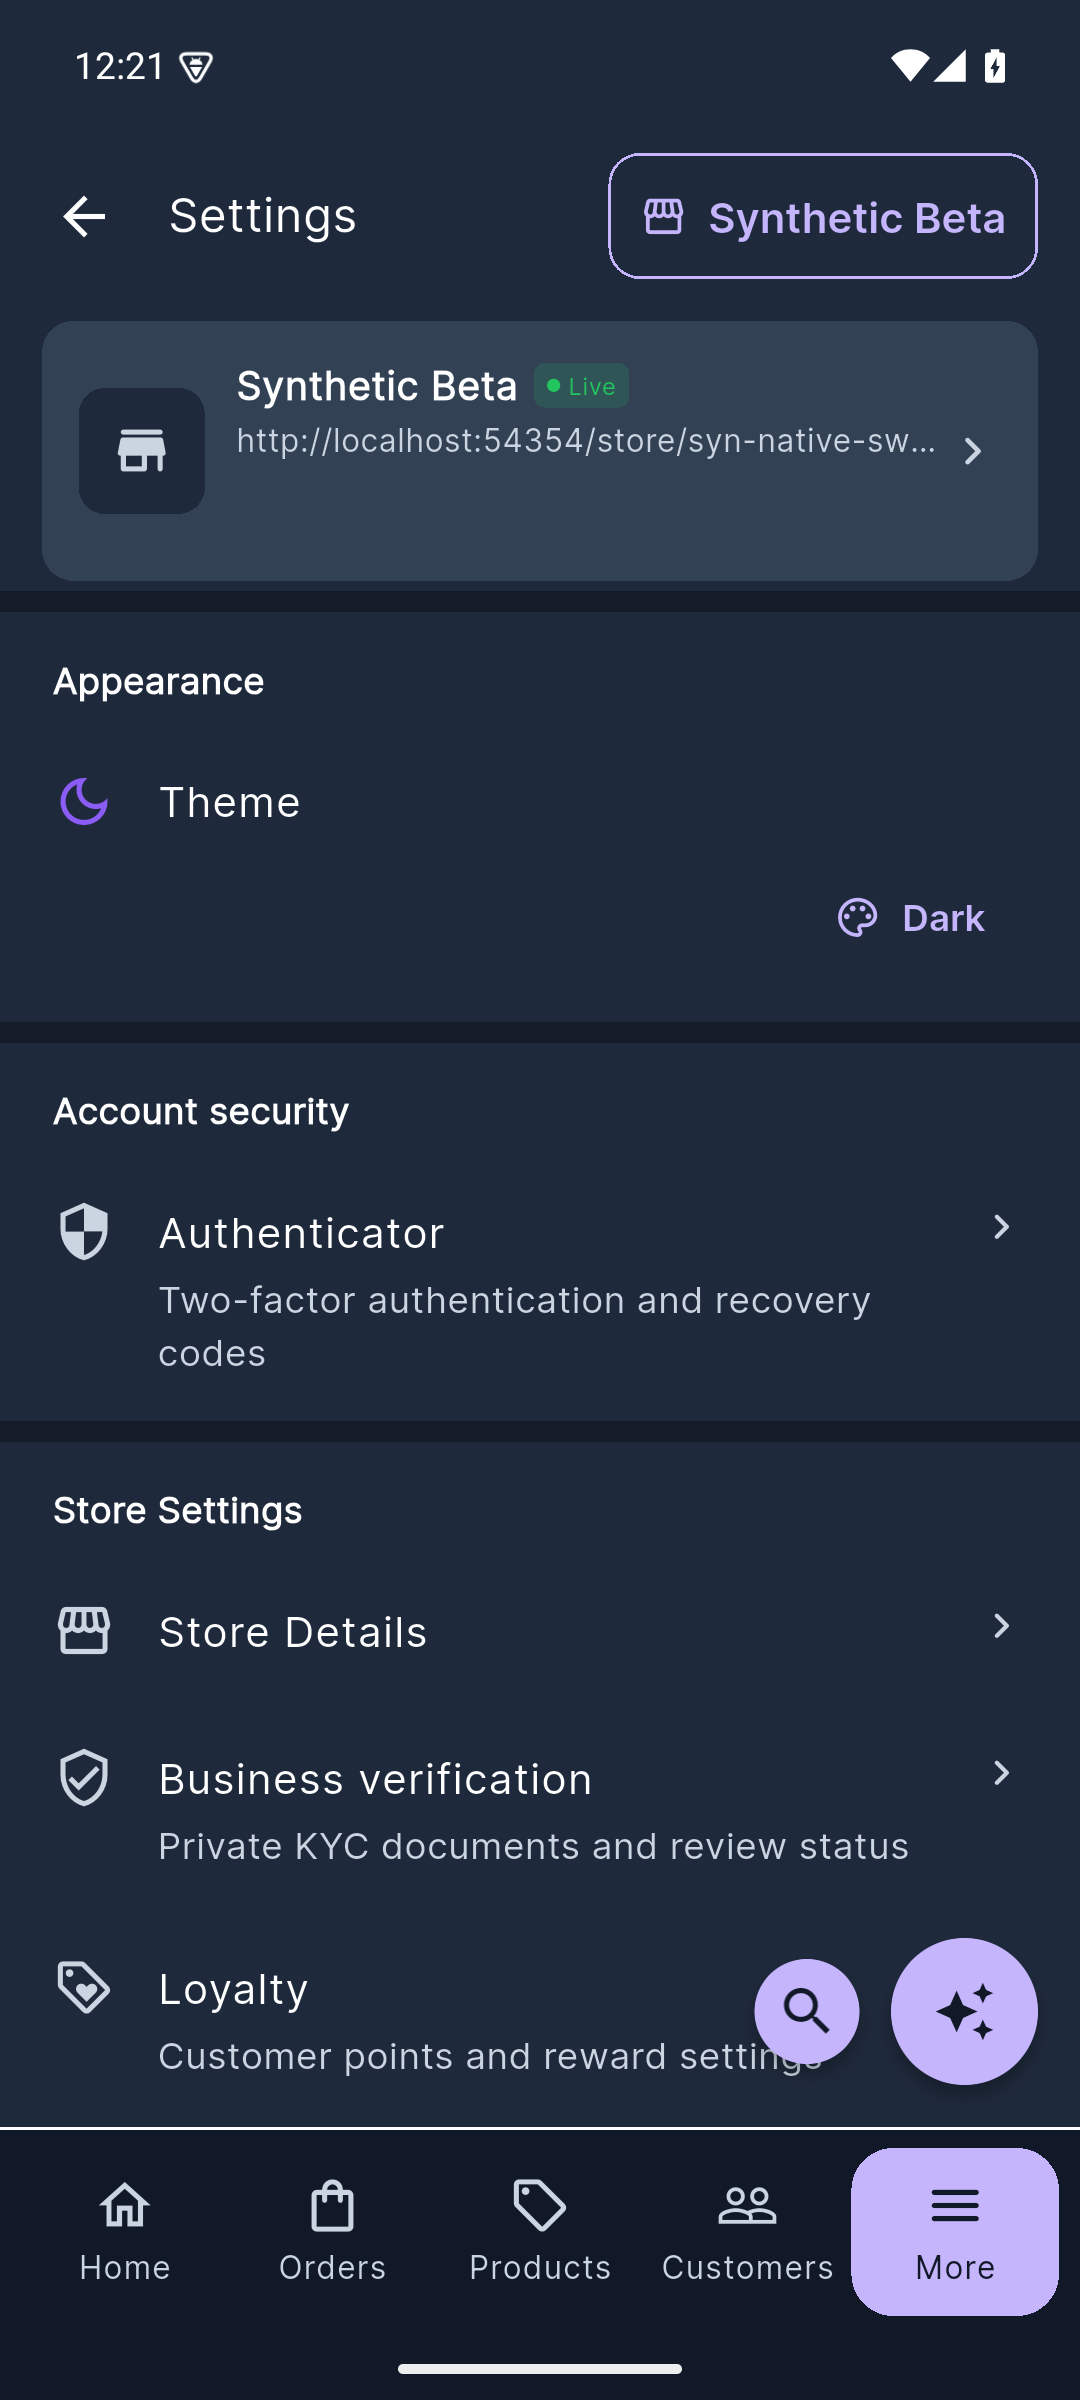 12:21
Settings
Synthetic Beta
Synthetic Beta
Live
http://localhost:54354/store/syn-native-sw...
Appearance
Theme
Dark
Account security
Authenticator
Two-factor authentication and recovery
codes
Store Settings
Store Details
Business verification
Private KYC documents and review status
Loyalty
Customer points and reward settings
Home
Orders
Products
Customers
More